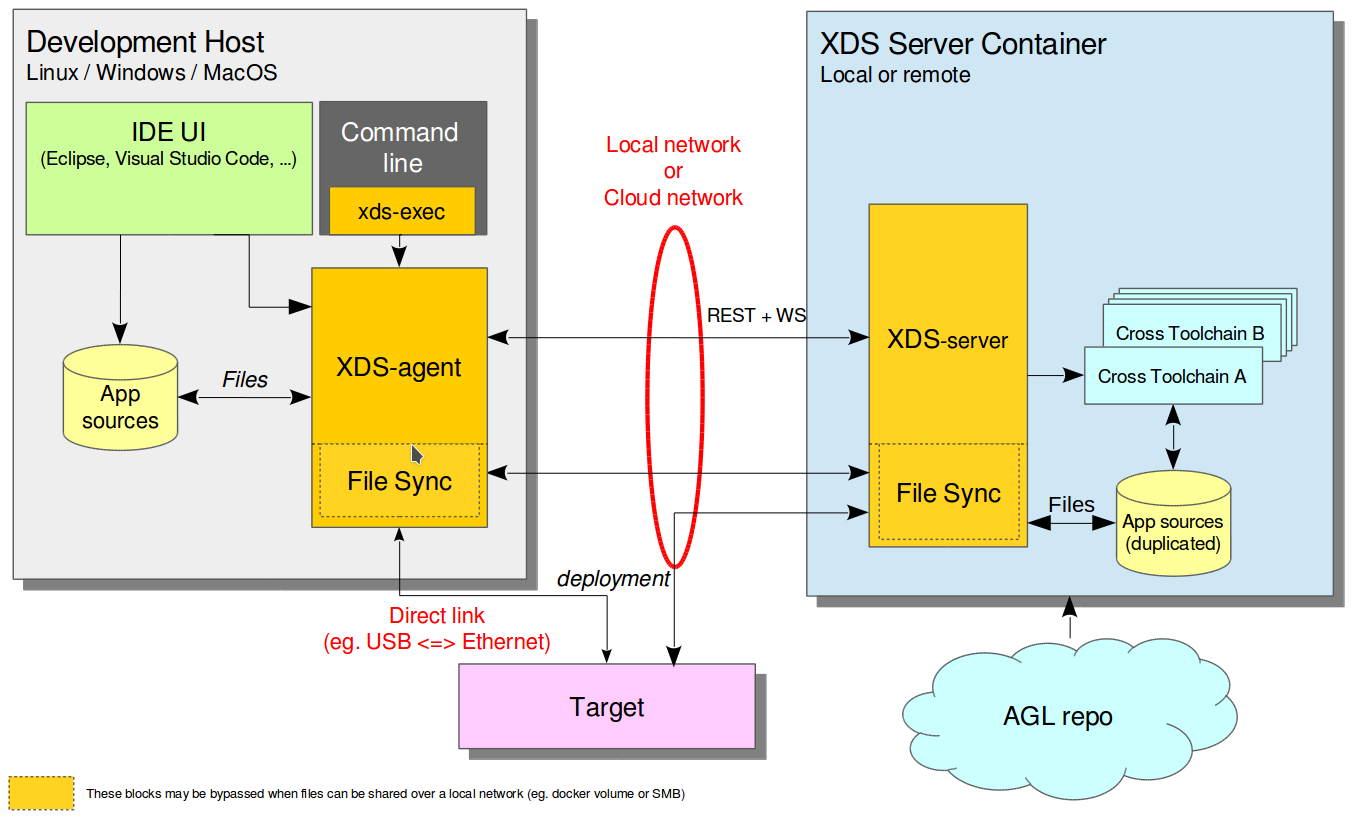 Development Host
Linux / Windows / MacOS
IDE UI
(Eclipse, Visual Studio Code, ...)
Command
line
xds-exec
XDS-agent
Files
App
sources
File Sync
Local network
or
Cloud network
REST + WS
deployment
Direct link
(eg. USB <=> Ethernet)
Target
XDS Server Container
Local or remote
XDS-server
Cross Toolchain B
Cross Toolchain A
File Sync
Files
App sources
(duplicated)
AGL repo
These blocks may be bypassed when files can be shared over a local network (eg. docker volume or SMB)